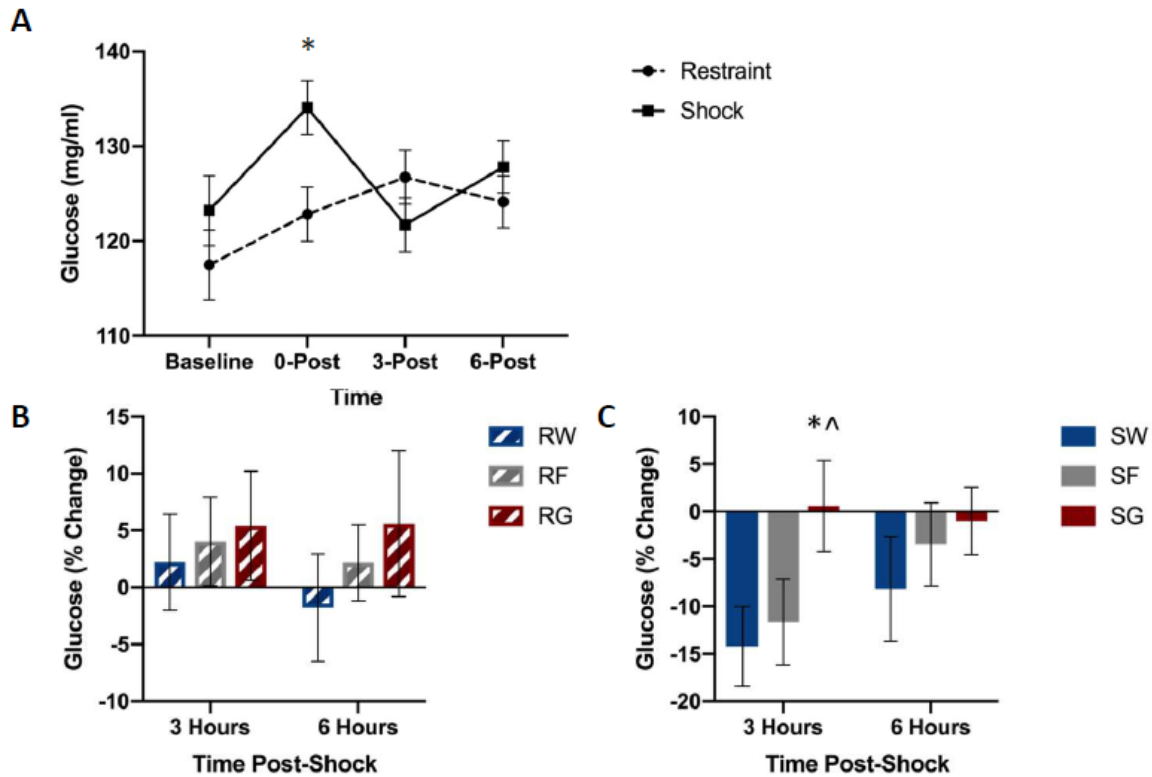 A
*
140
130
120
110
Glucose (mg/ml)
Baseline 0-Post 3-Post 6-Post
Time
Restraint
Shock
B
15
10
5
0
-5
-10
Glucose (% Change)
3 Hours 6 Hours
Time Post-Shock
RW
RF
RG
C
*^
10
5
0
-5
-10
-15
-20
Glucose (% Change)
3 Hours 6 Hours
Time Post-Shock
SW
SF
SG